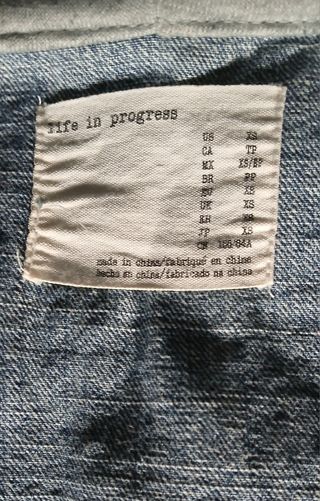 life in progress
US XS
CA TP
MX XS/EP
BR PP
EU XS
UK XS
KH XS
JP XS
CN 155/84A
made in china/fabriqué en chine
hecho en china/fabricado na china